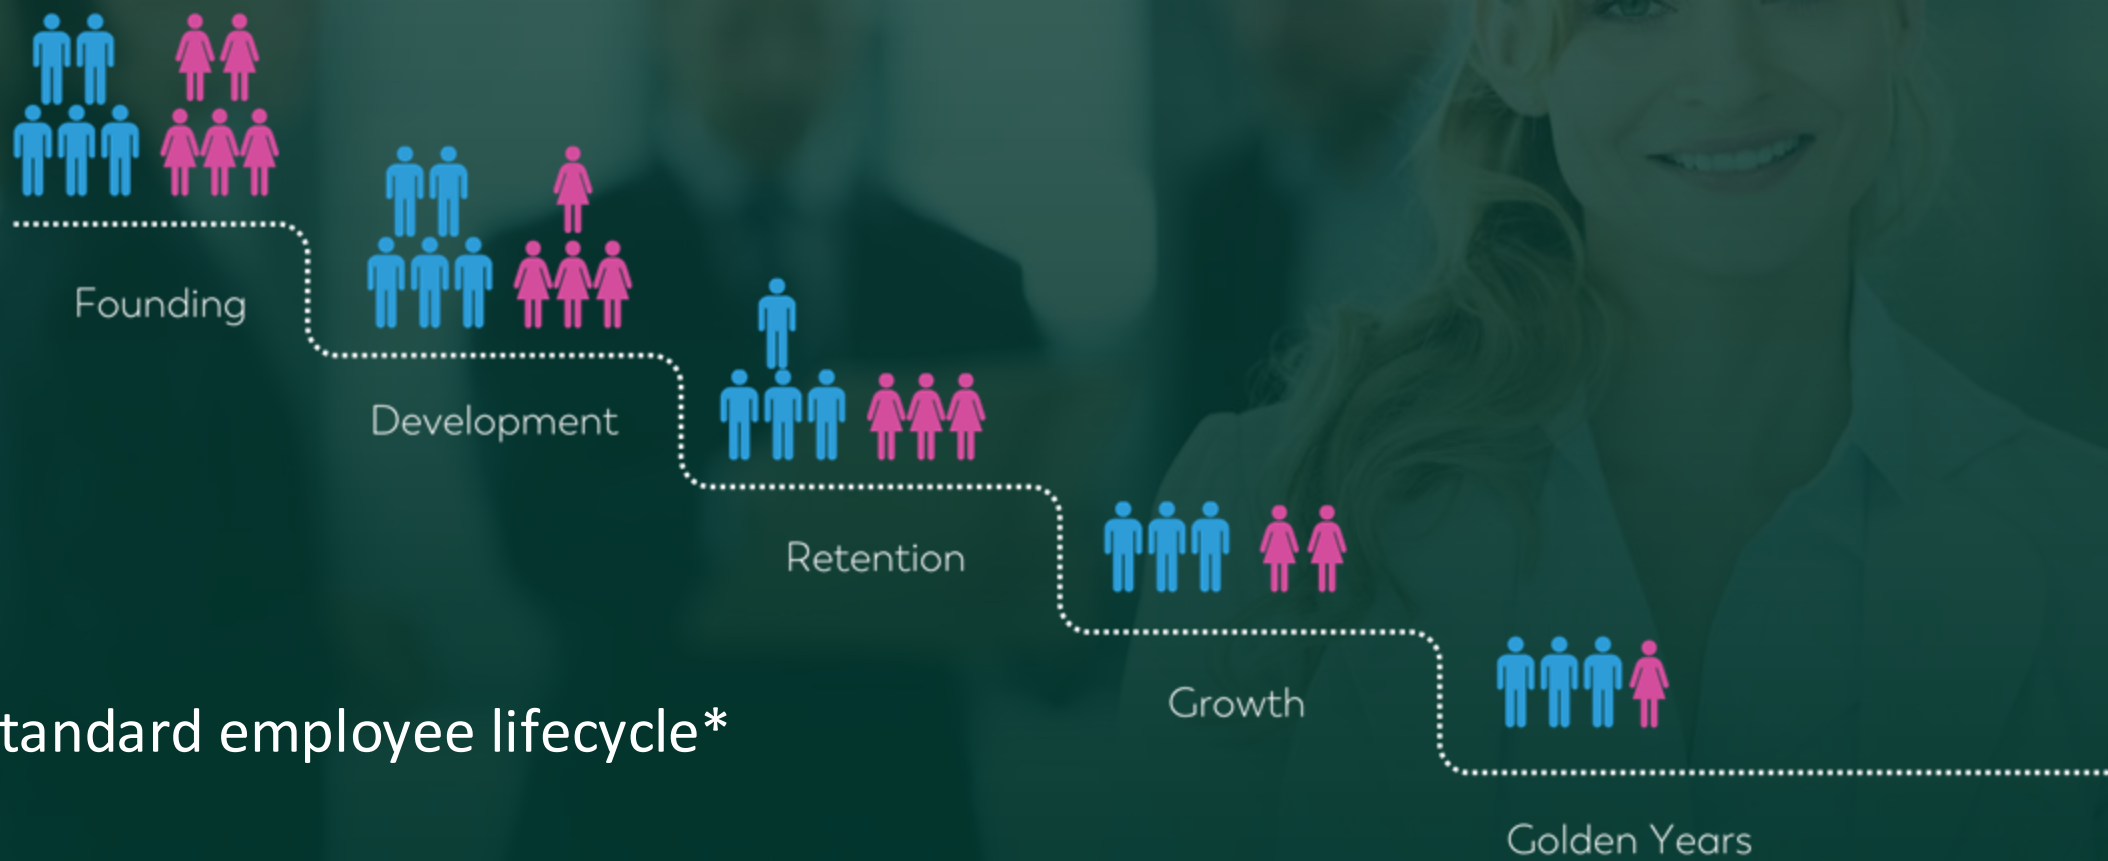 Founding
Development
Retention
Growth
tandard employee lifecycle*
Golden Years